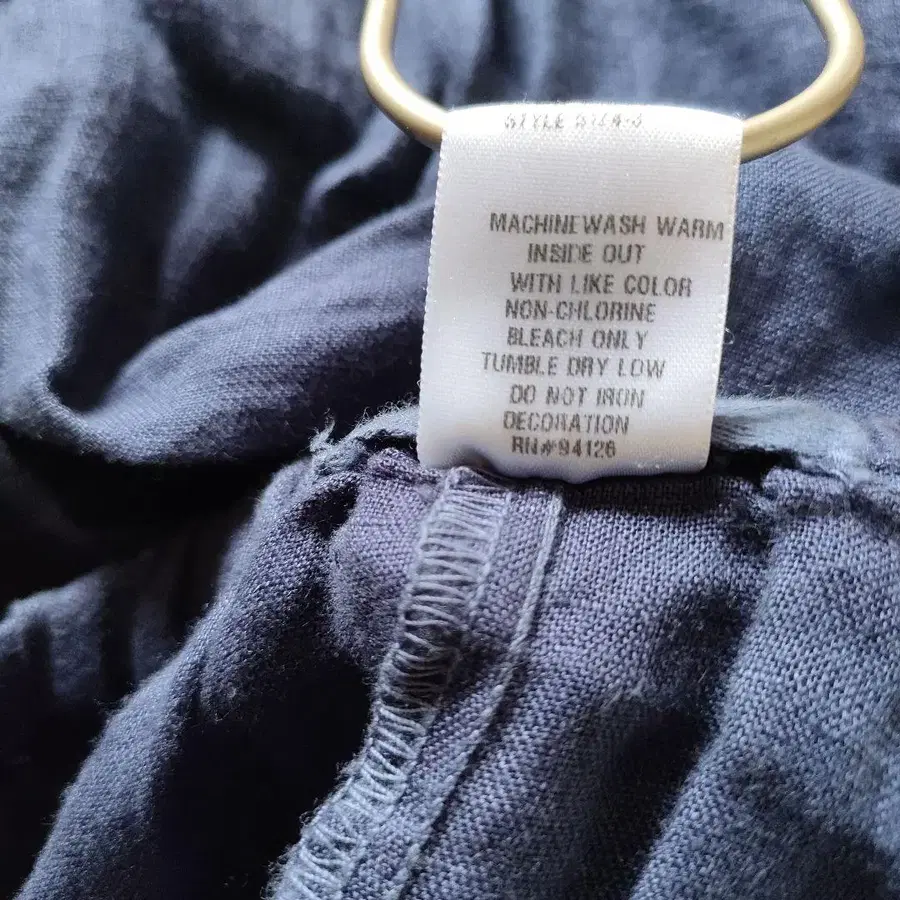 STYLE
MACHINEWASH WARM
INSIDE OUT
WITH LIKE COLOR
NON-CHLORINE
BLEACH ONLY
TUMBLE DRY LOW
DO NOT IRON
DECORATION
RN#94126